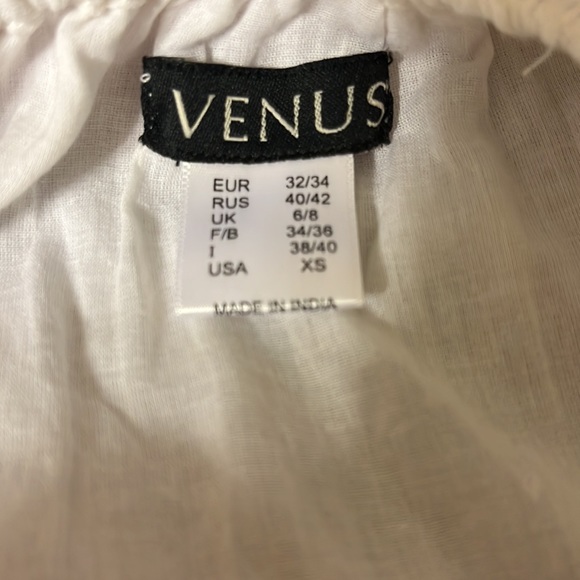 VENUS
EUR 32/34
RUS 40/42
UK 6/8
F/B 34/36
I 38/40
USA XS
MADE IN INDIA